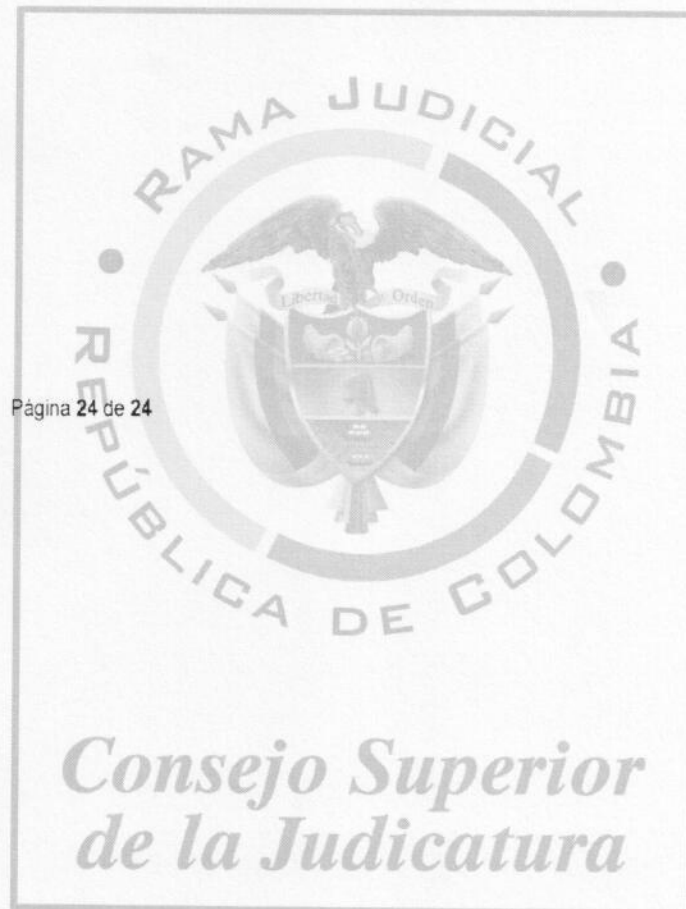 RAMA JUDICIAL
Libertad y Orden
Página 24 de 24
REPÚBLICA DE COLOMBIA
Consejo Superior
de la Judicatura